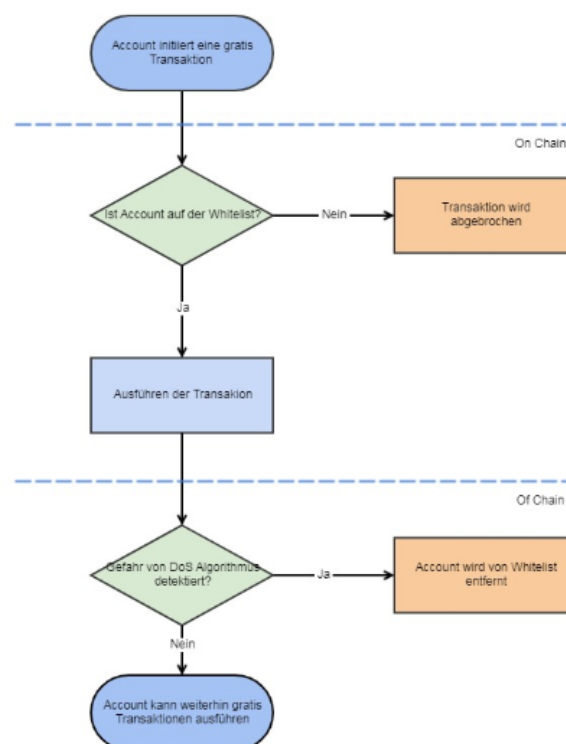 Account initiiert eine gratis
Transaktion
On Chain
Ist Account auf der Whitelist?
Nein
Transaktion wird
abgebrochen
Ja
Ausführen der Transakion
Of Chain
Gefahr von DoS Algorithmus
detektiert?
Ja
Account wird von Whitelist
entfernt
Nein
Account kann weiterhin gratis
Transaktionen ausführen